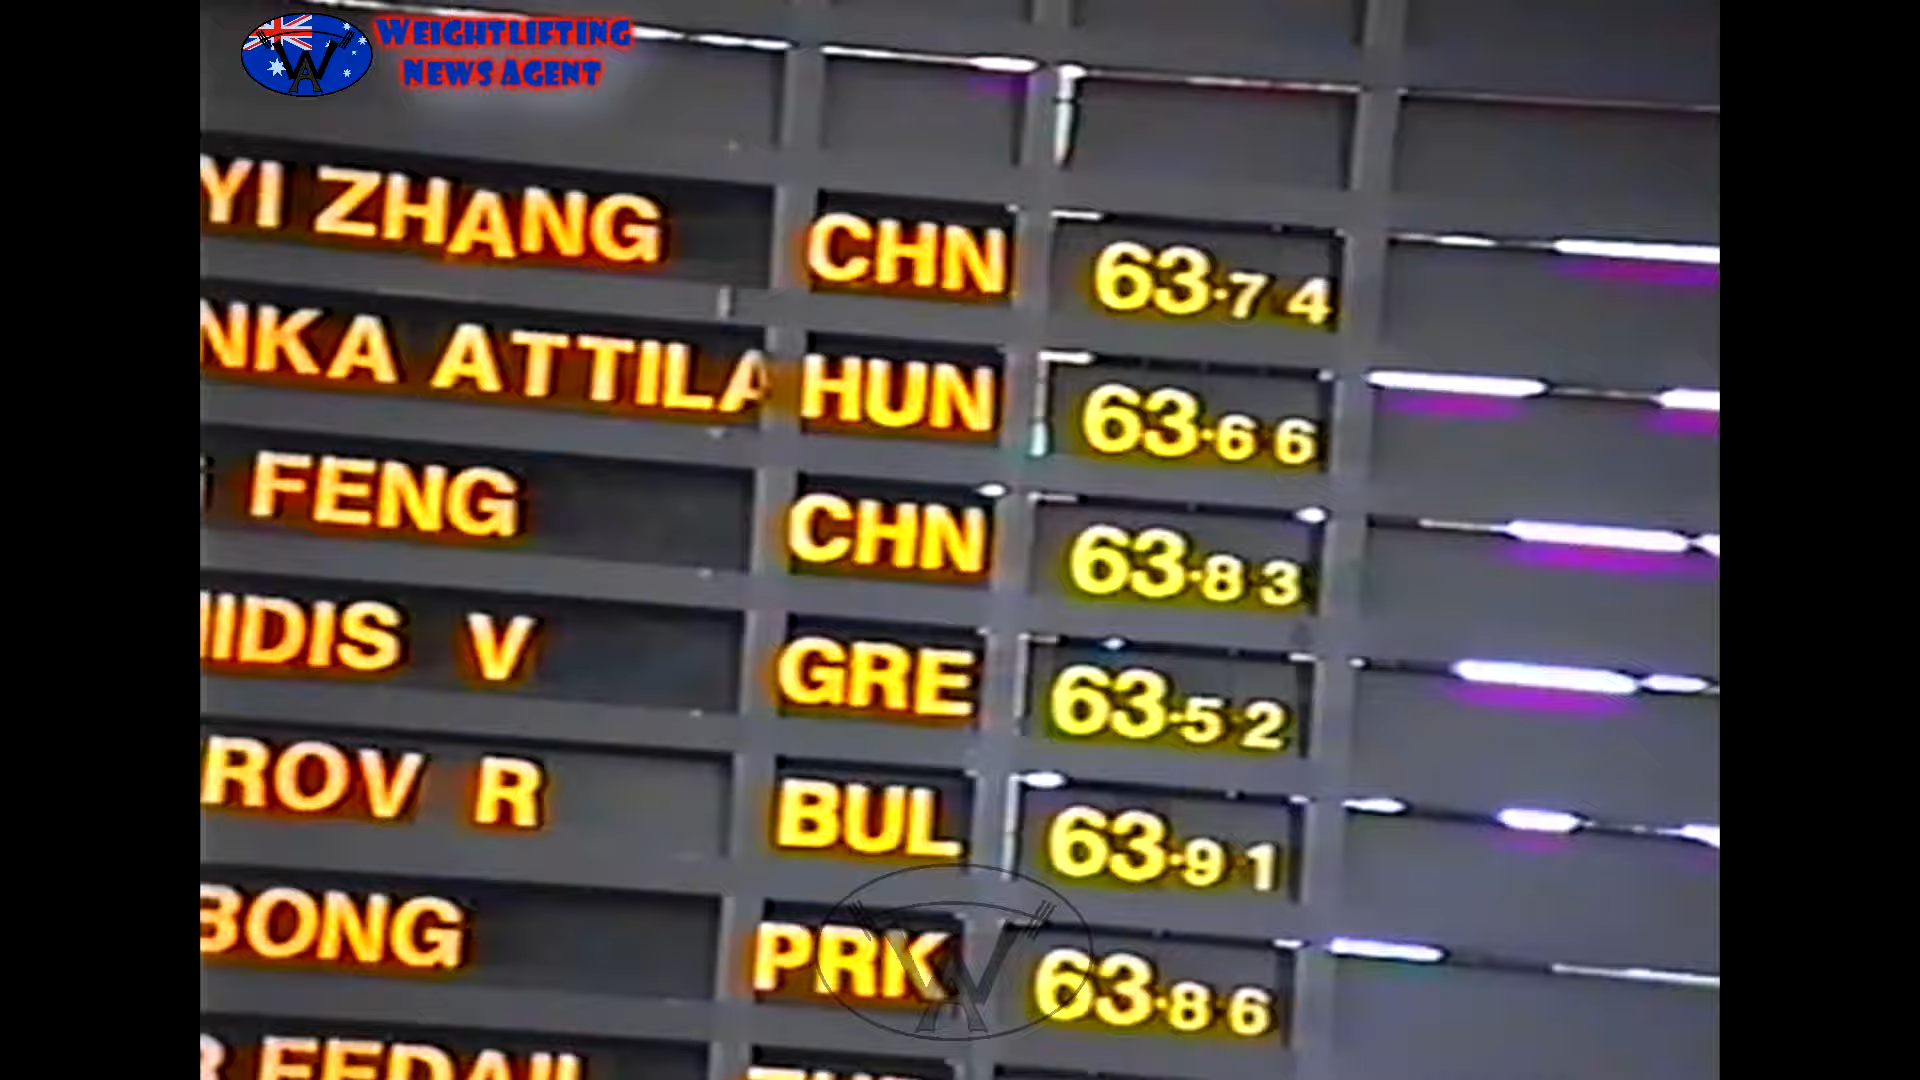 WEIGHTLIFTING
NEWS AGENT
YI ZHANG CHN 63.74
NKA ATTILA HUN 63.66
FENG CHN 63.83
IDIS V GRE 63.52
ROV R BUL 63.91
BONG PRK 63.86